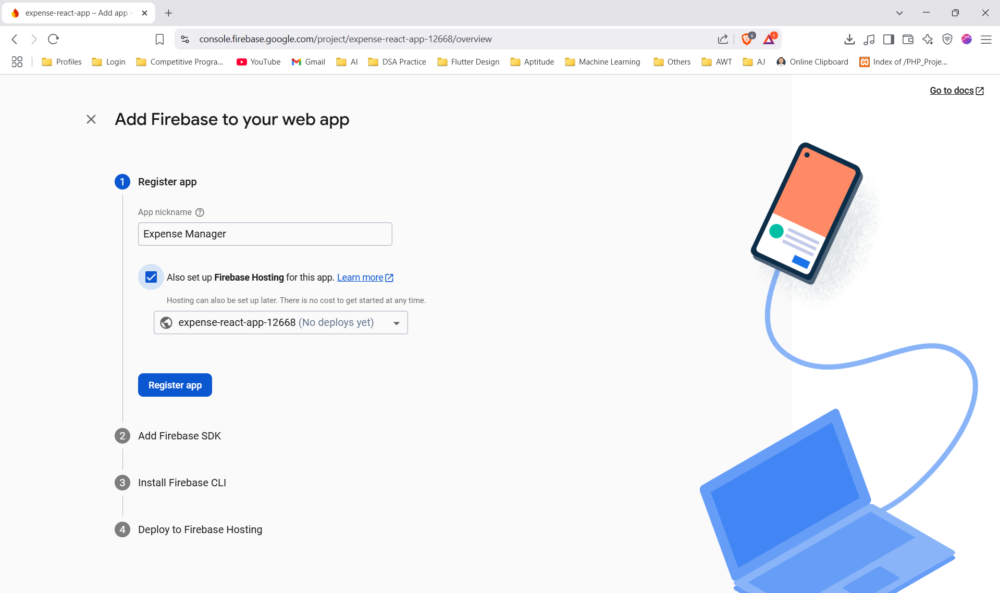 expense-react-app – Add app –
console.firebase.google.com/project/expense-react-app-12668/overview
6
1
Profiles Login Competitive Progra... YouTube Gmail AI DSA Practice Flutter Design Aptitude Machine Learning Others AWT AJ Online Clipboard Index of /PHP_Proje...
Go to docs
Add Firebase to your web app
1 Register app
App nickname ?
Expense Manager
Also set up Firebase Hosting for this app. Learn more
Hosting can also be set up later. There is no cost to get started at any time.
expense-react-app-12668 (No deploys yet)
Register app
2 Add Firebase SDK
3 Install Firebase CLI
4 Deploy to Firebase Hosting